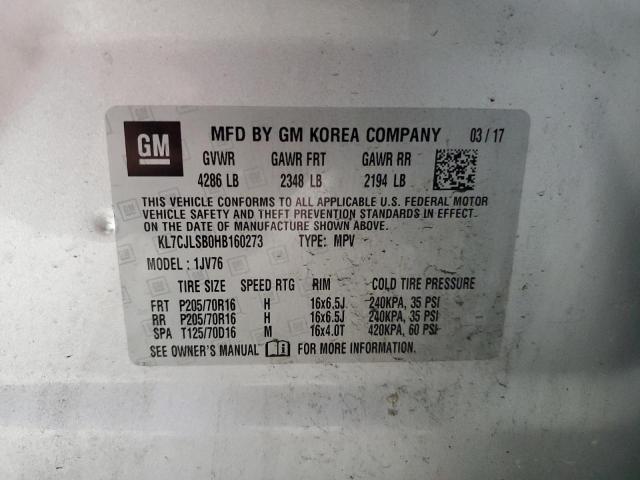 GM MFD BY GM KOREA COMPANY 03/17
GVWR GAWR FRT GAWR RR
4286 LB 2348 LB 2194 LB
THIS VEHICLE CONFORMS TO ALL APPLICABLE U.S. FEDERAL MOTOR
VEHICLE SAFETY AND THEFT PREVENTION STANDARDS IN EFFECT
ON THE DATE OF MANUFACTURE SHOWN ABOVE.
KL7CJLSB0HB160273 TYPE: MPV
MODEL : 1JV76
TIRE SIZE SPEED RTG RIM COLD TIRE PRESSURE
FRT P205/70R16 H 16x6.5J 240KPA, 35 PSI
RR P205/70R16 H 16x6.5J 240KPA, 35 PSI
SPA T125/70D16 M 16x4.0T 420KPA, 60 PSI
SEE OWNER'S MANUAL FOR MORE INFORMATION.